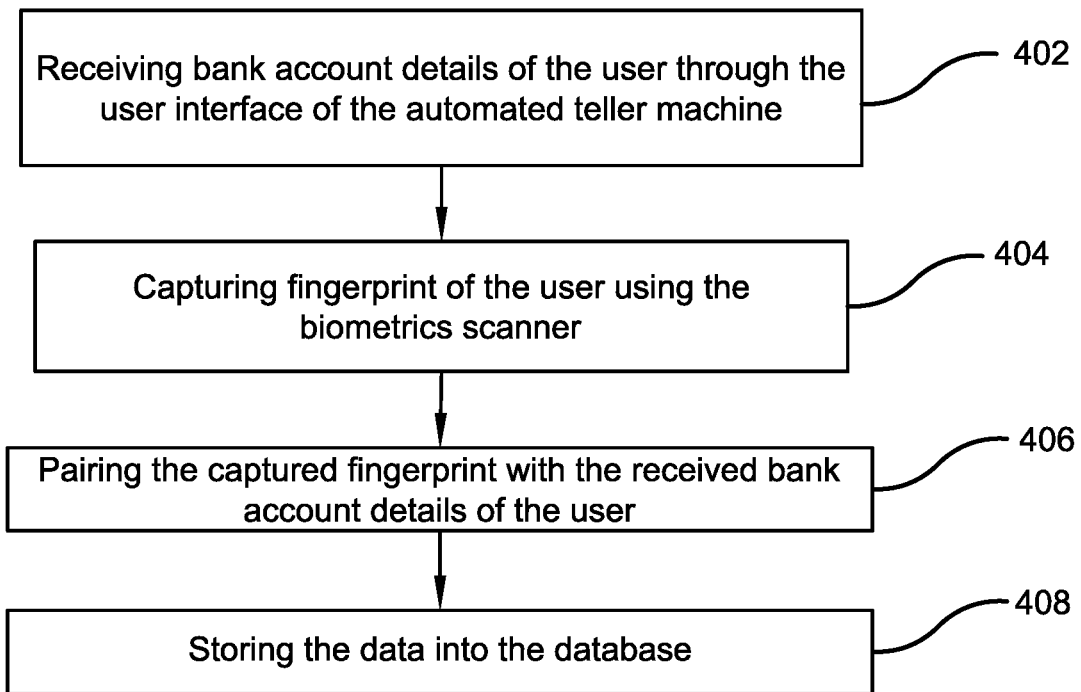 Receiving bank account details of the user through the
user interface of the automated teller machine
402
Capturing fingerprint of the user using the
biometrics scanner
404
Pairing the captured fingerprint with the received bank
account details of the user
406
Storing the data into the database
408